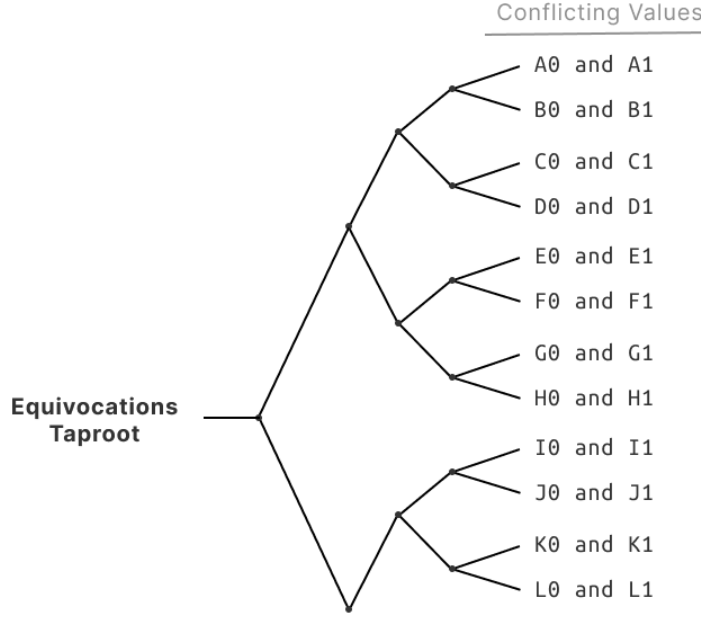 Conflicting Values
A0 and A1
B0 and B1
C0 and C1
D0 and D1
E0 and E1
F0 and F1
G0 and G1
H0 and H1
Equivocations
Taproot
I0 and I1
J0 and J1
K0 and K1
L0 and L1